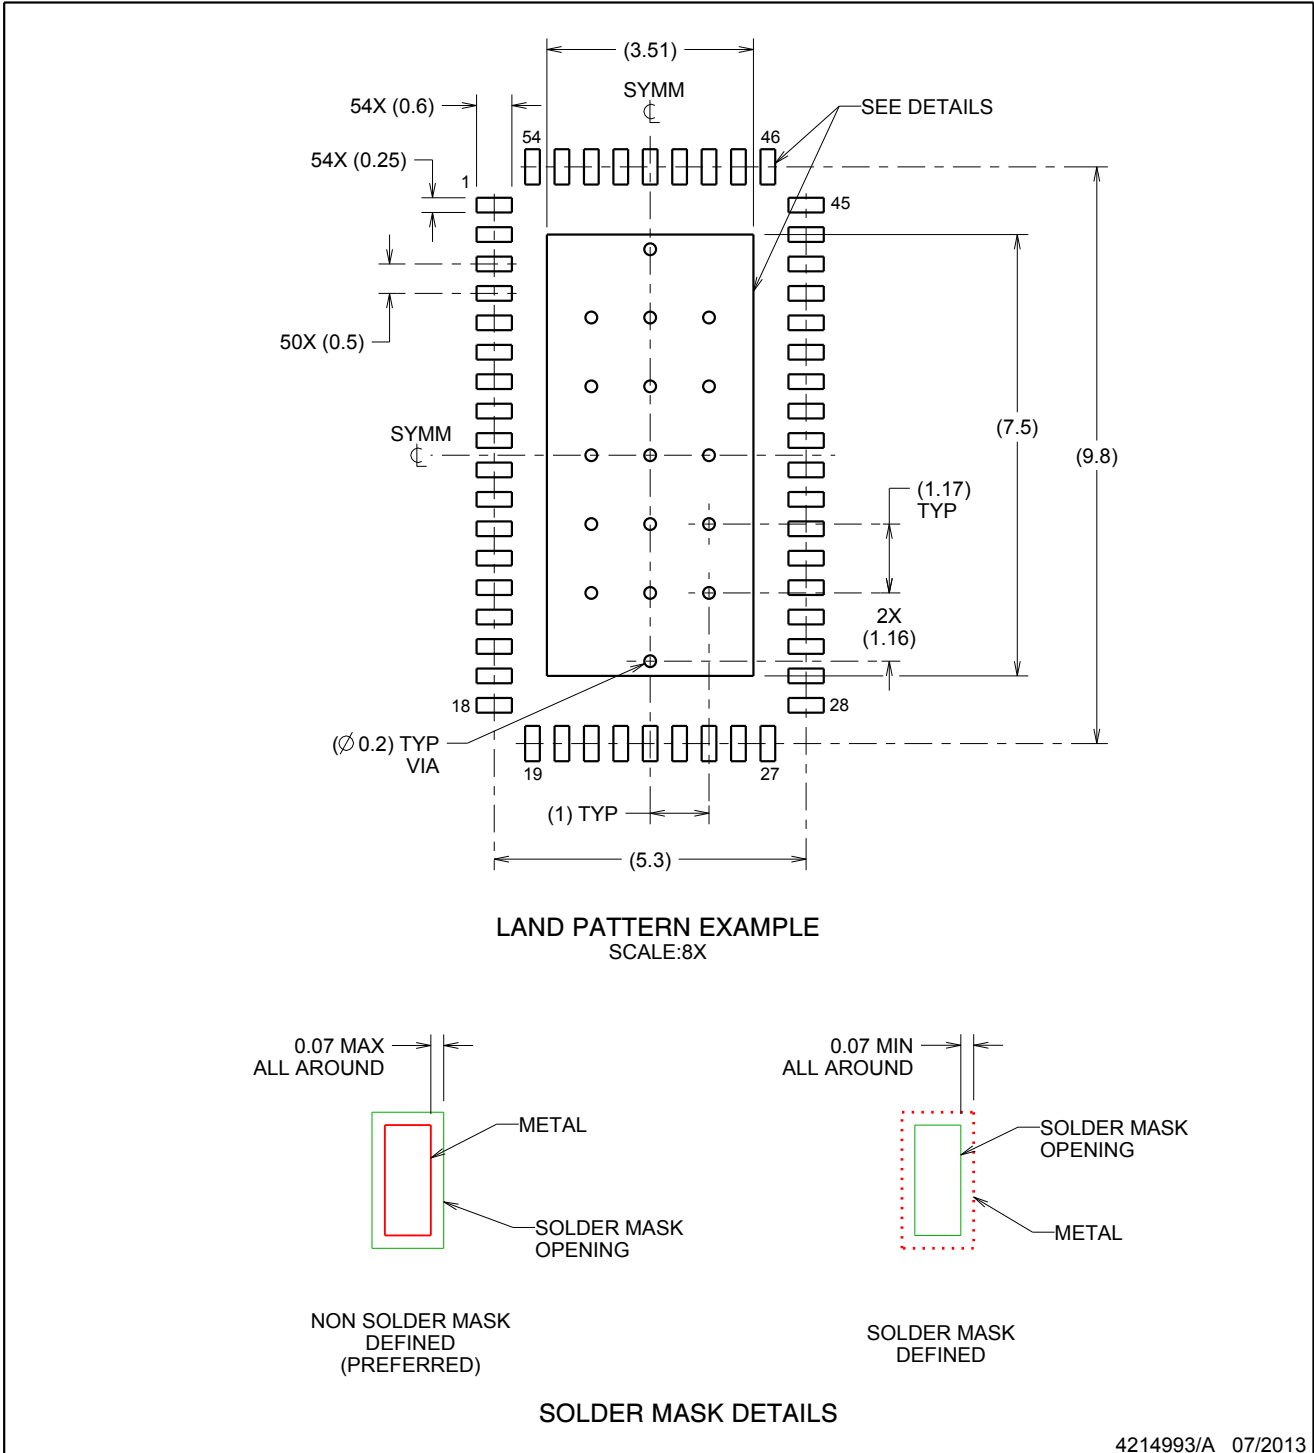 (3.51)
SYMM
℄
54X (0.6)
SEE DETAILS
54
46
54X (0.25)
1
45
50X (0.5)
SYMM
℄
(7.5)
(9.8)
(1.17)
TYP
2X
(1.16)
18
28
(Ø 0.2) TYP
VIA
19
27
(1) TYP
(5.3)
LAND PATTERN EXAMPLE
SCALE:8X
0.07 MAX
ALL AROUND
METAL
SOLDER MASK
OPENING
NON SOLDER MASK
DEFINED
(PREFERRED)
0.07 MIN
ALL AROUND
SOLDER MASK
OPENING
METAL
SOLDER MASK
DEFINED
SOLDER MASK DETAILS
4214993/A 07/2013